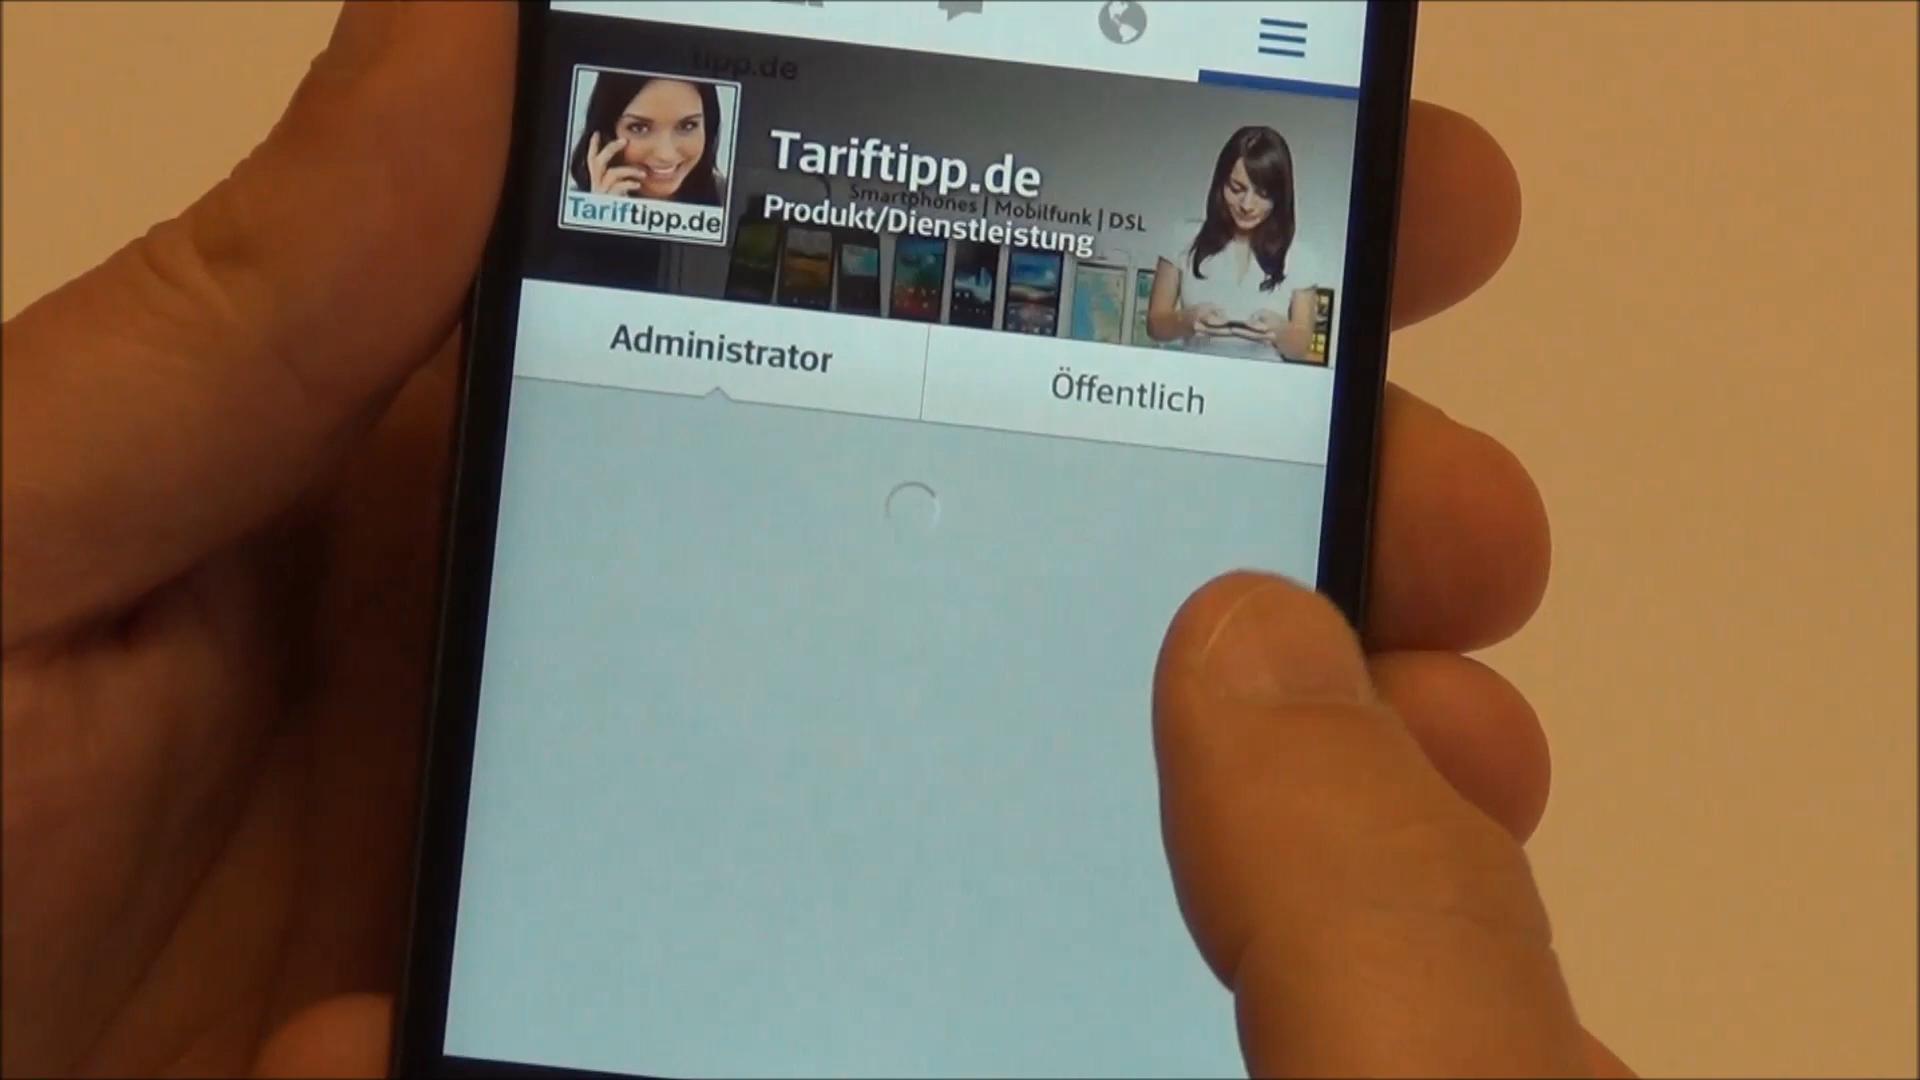 tipp.de
Tariftipp.de
Smartphones | Mobilfunk | DSL
Produkt/Dienstleistung
Tariftipp.de
Administrator
Öffentlich